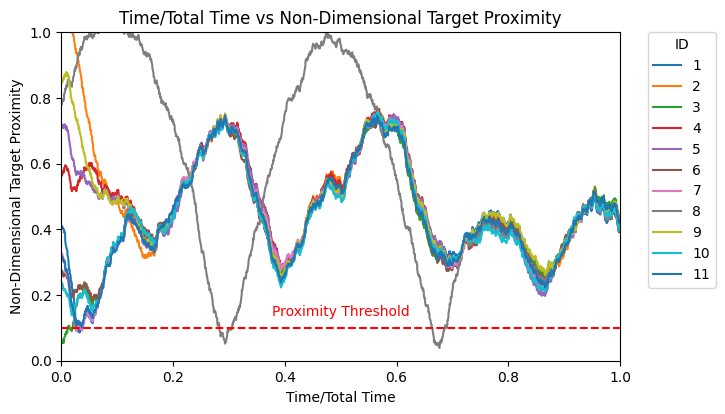 Time/Total Time vs Non-Dimensional Target Proximity
Non-Dimensional Target Proximity
1.0
0.8
0.6
0.4
0.2
0.0
Proximity Threshold
0.0 0.2 0.4 0.6 0.8 1.0
Time/Total Time
ID
1
2
3
4
5
6
7
8
9
10
11